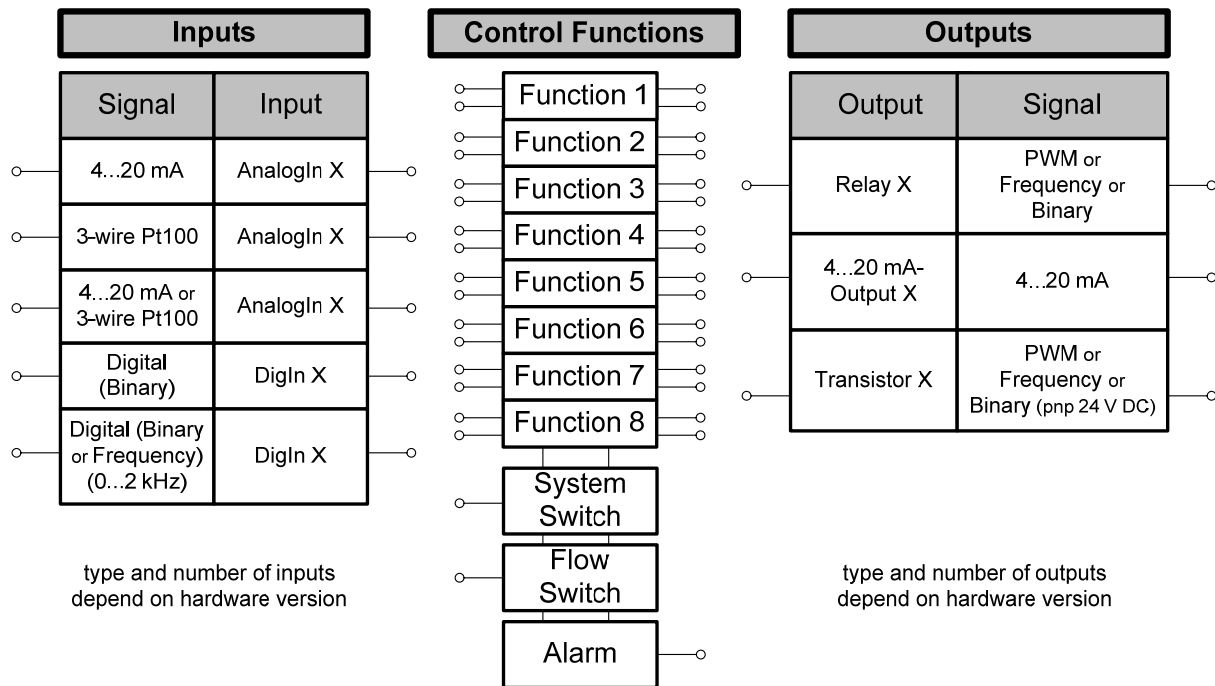 Inputs
Signal
Input
4...20 mA
AnalogIn X
3-wire Pt100
AnalogIn X
4...20 mA or
3-wire Pt100
AnalogIn X
Digital
(Binary)
DigIn X
Digital (Binary
or Frequency)
(0...2 kHz)
DigIn X
type and number of inputs
depend on hardware version
Control Functions
Function 1
Function 2
Function 3
Function 4
Function 5
Function 6
Function 7
Function 8
System
Switch
Flow
Switch
Alarm
Outputs
Output
Signal
Relay X
PWM or
Frequency or
Binary
4...20 mA-
Output X
4...20 mA
Transistor X
PWM or
Frequency or
Binary (pnp 24 V DC)
type and number of outputs
depend on hardware version